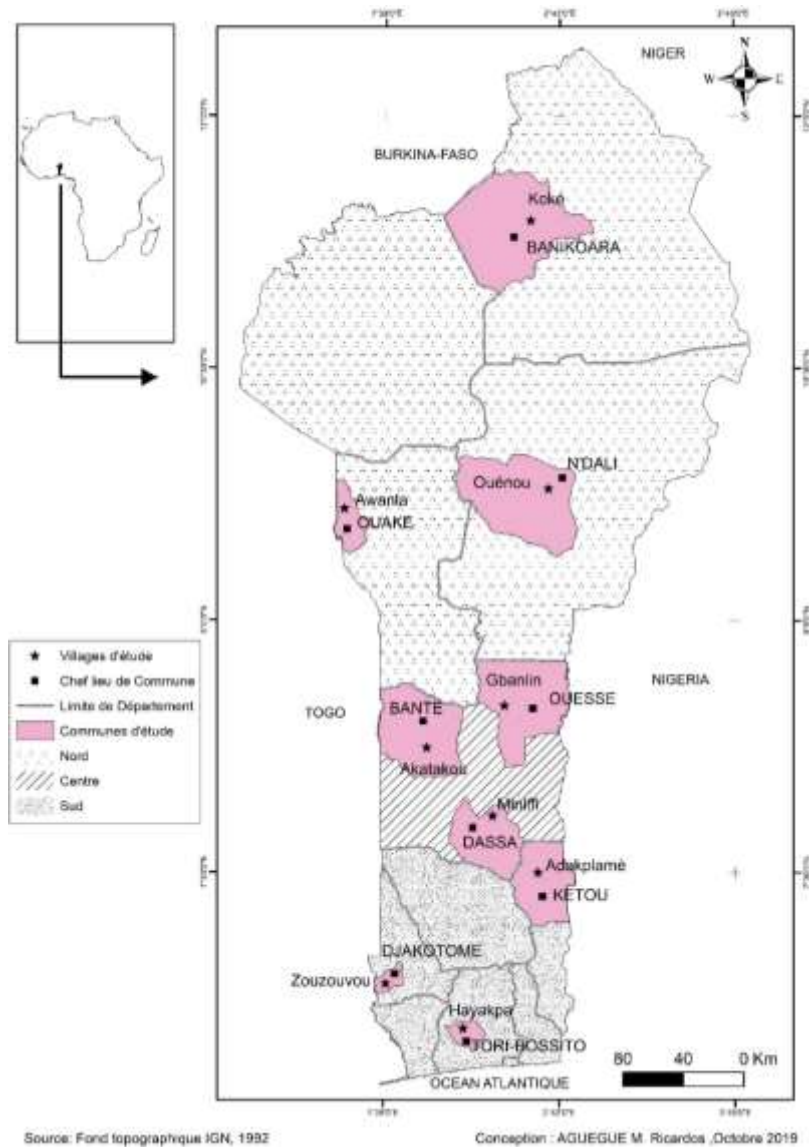 N
W E
S
NIGER
BURKINA-FASO
Koké
BANIKOARA
N'DALI
Ouénou
Awanla
OUAKE
Villages d'étude
Chef lieu de Commune
Limite de Département
Communes d'étude
Nord
Centre
Sud
Gbanlin
OUESSE
NIGERIA
TOGO
BANTE
Akatakou
Miniffi
DASSA
Adakplamè
KETOU
DJAKOTOME
Zouzouvou
Hayakpa
TORI-BOSSITO
80 40 0 Km
OCEAN ATLANTIQUE
Source: Fond topographique IGN, 1992
Conception : AGUEGUE M. Ricardos ,Octobre 2019